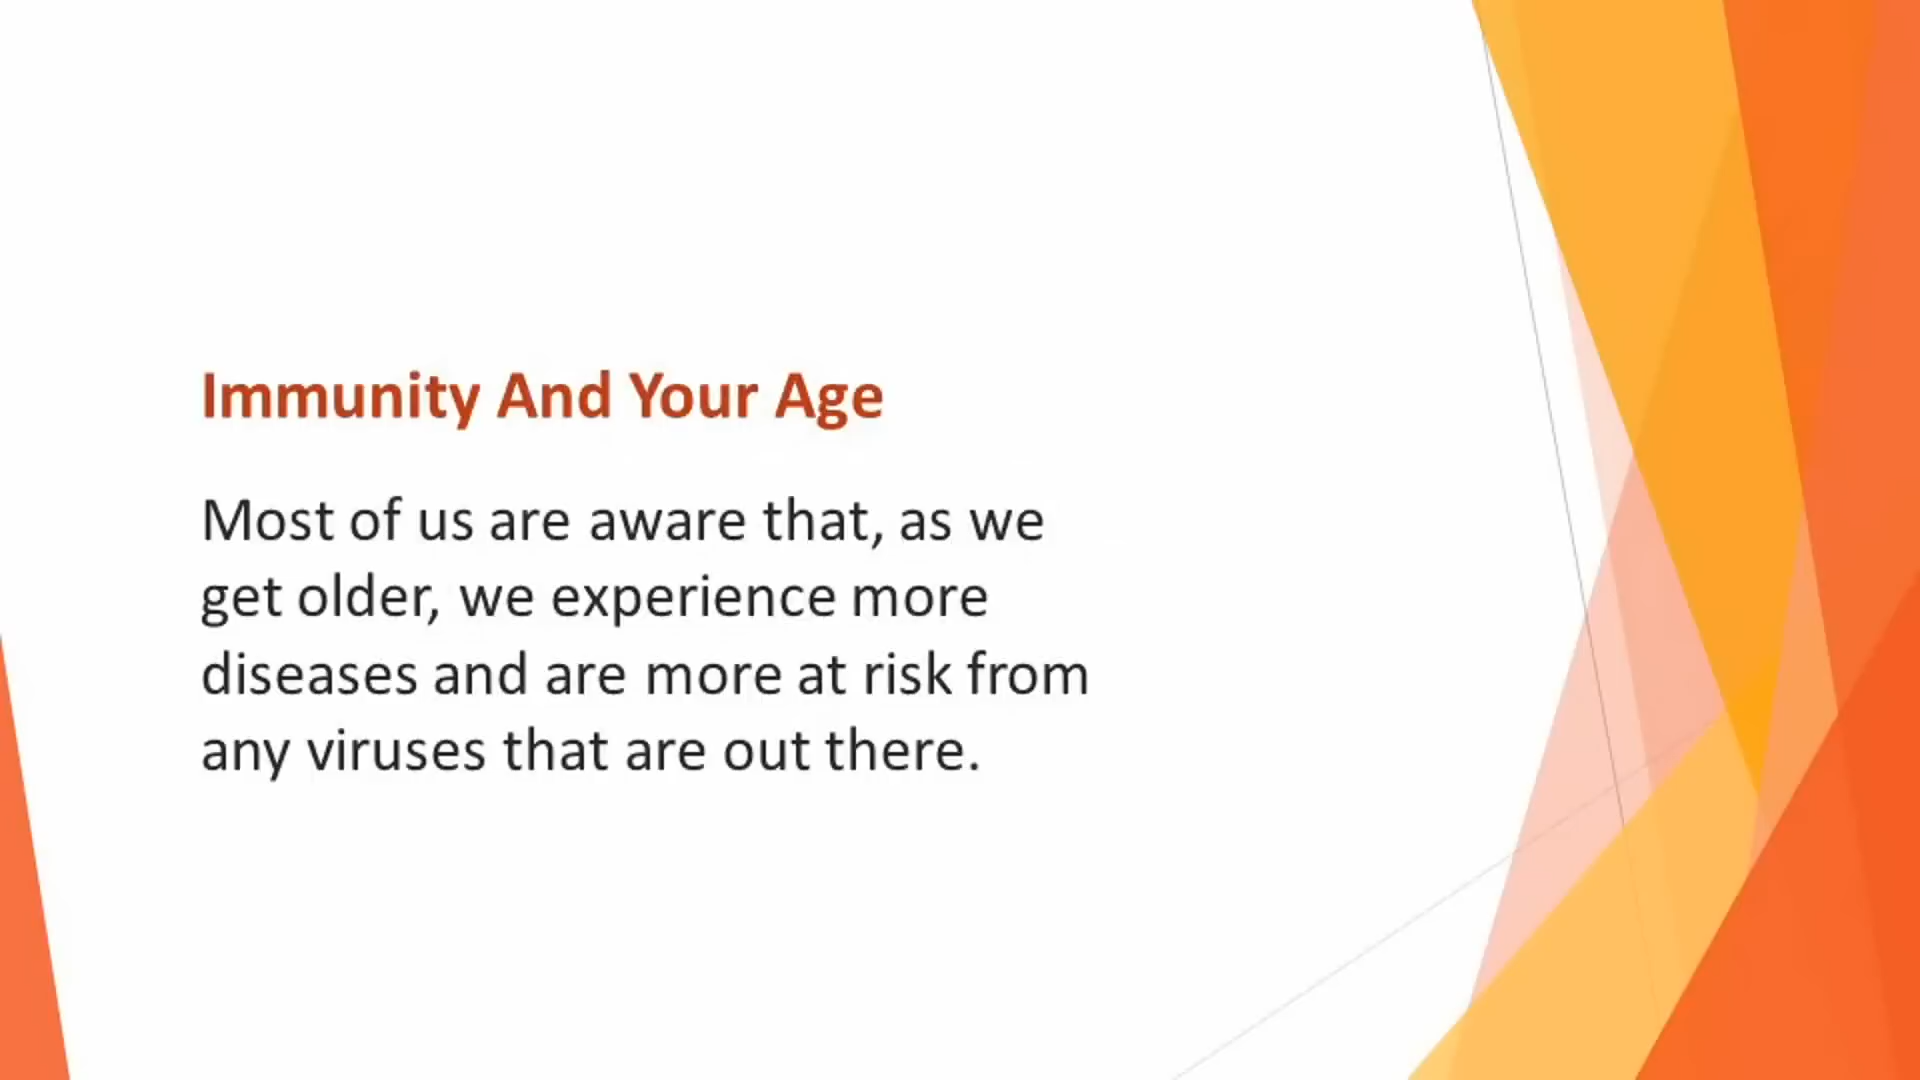 Immunity And Your Age
Most of us are aware that, as we
get older, we experience more
diseases and are more at risk from
any viruses that are out there.